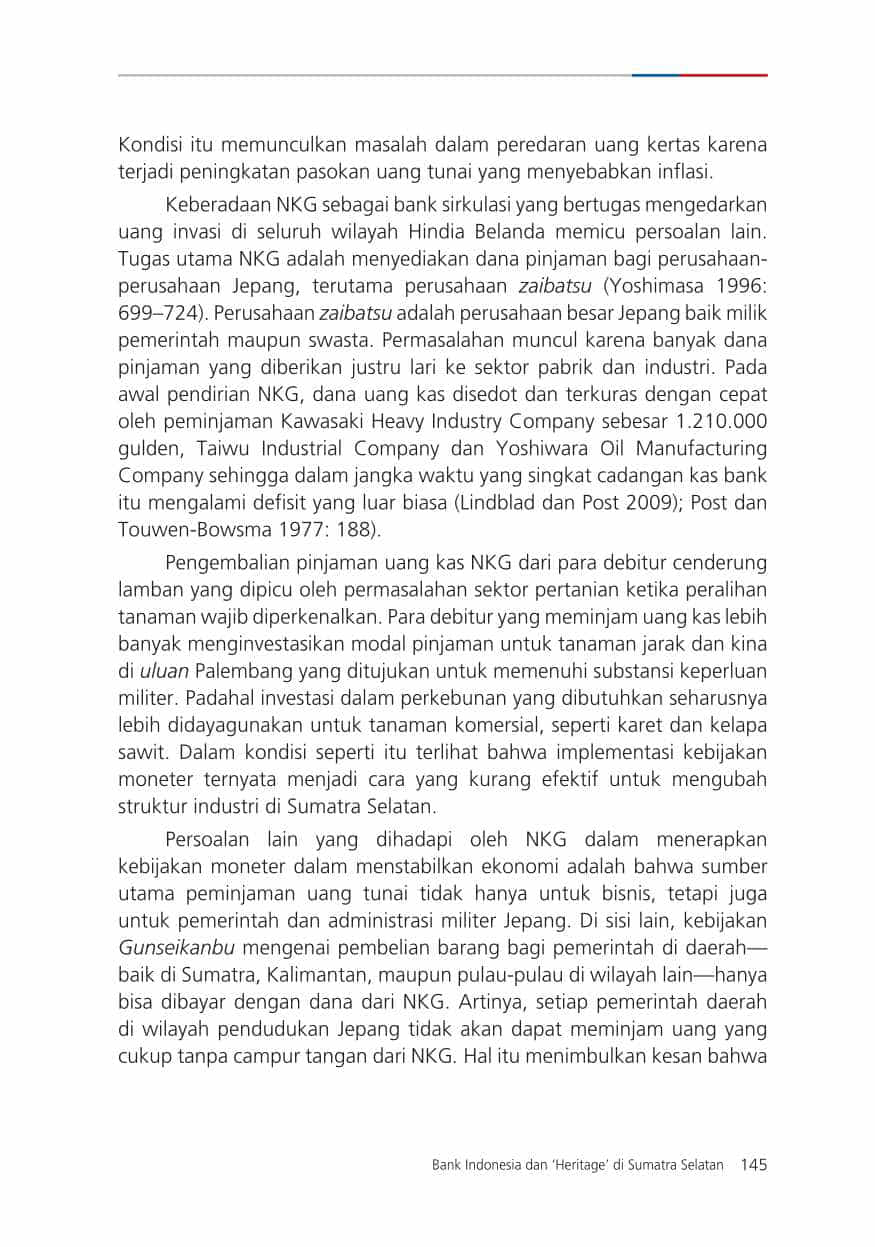 Kondisi itu memunculkan masalah dalam peredaran uang kertas karena
terjadi peningkatan pasokan uang tunai yang menyebabkan inflasi.
Keberadaan NKG sebagai bank sirkulasi yang bertugas mengedarkan
uang invasi di seluruh wilayah Hindia Belanda memicu persoalan lain.
Tugas utama NKG adalah menyediakan dana pinjaman bagi perusahaan-
perusahaan Jepang, terutama perusahaan zaibatsu (Yoshimasa 1996:
699–724). Perusahaan zaibatsu adalah perusahaan besar Jepang baik milik
pemerintah maupun swasta. Permasalahan muncul karena banyak dana
pinjaman yang diberikan justru lari ke sektor pabrik dan industri. Pada
awal pendirian NKG, dana uang kas disedot dan terkuras dengan cepat
oleh peminjaman Kawasaki Heavy Industry Company sebesar 1.210.000
gulden, Taiwu Industrial Company dan Yoshiwara Oil Manufacturing
Company sehingga dalam jangka waktu yang singkat cadangan kas bank
itu mengalami defisit yang luar biasa (Lindblad dan Post 2009); Post dan
Touwen-Bowsma 1977: 188).
Pengembalian pinjaman uang kas NKG dari para debitur cenderung
lamban yang dipicu oleh permasalahan sektor pertanian ketika peralihan
tanaman wajib diperkenalkan. Para debitur yang meminjam uang kas lebih
banyak menginvestasikan modal pinjaman untuk tanaman jarak dan kina
di uluan Palembang yang ditujukan untuk memenuhi substansi keperluan
militer. Padahal investasi dalam perkebunan yang dibutuhkan seharusnya
lebih didayagunakan untuk tanaman komersial, seperti karet dan kelapa
sawit. Dalam kondisi seperti itu terlihat bahwa implementasi kebijakan
moneter ternyata menjadi cara yang kurang efektif untuk mengubah
struktur industri di Sumatra Selatan.
Persoalan lain yang dihadapi oleh NKG dalam menerapkan
kebijakan moneter dalam menstabilkan ekonomi adalah bahwa sumber
utama peminjaman uang tunai tidak hanya untuk bisnis, tetapi juga
untuk pemerintah dan administrasi militer Jepang. Di sisi lain, kebijakan
Gunseikanbu mengenai pembelian barang bagi pemerintah di daerah—
baik di Sumatra, Kalimantan, maupun pulau-pulau di wilayah lain—hanya
bisa dibayar dengan dana dari NKG. Artinya, setiap pemerintah daerah
di wilayah pendudukan Jepang tidak akan dapat meminjam uang yang
cukup tanpa campur tangan dari NKG. Hal itu menimbulkan kesan bahwa
Bank Indonesia dan ‘Heritage’ di Sumatra Selatan 145